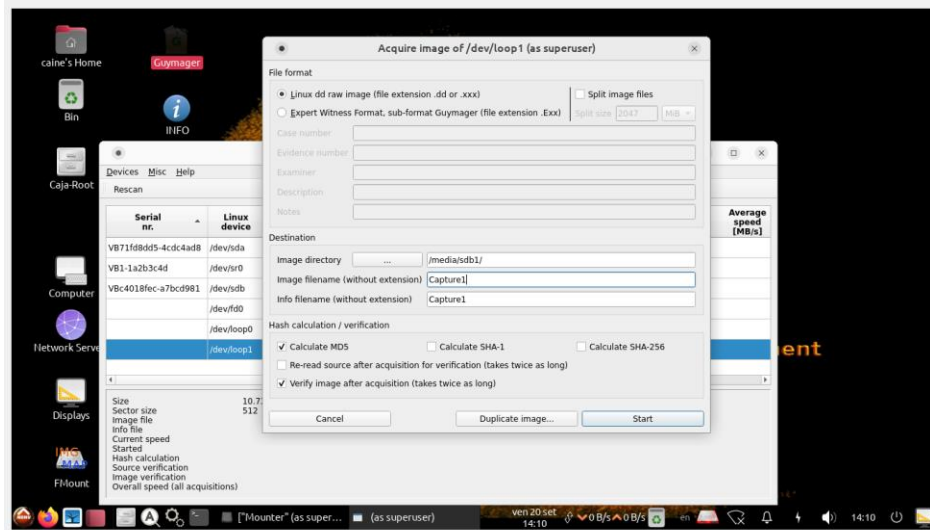 caine's Home
Guymager
Bin
INFO
Caja-Root
Computer
Network Serve
Displays
FMount
Devices Misc Help
Rescan
Serial nr.
Linux device
Average speed [MB/s]
VB71fd8dd5-4cdc4ad8 /dev/sda
VB1-1a2b3c4d /dev/sr0
VBc4018fec-a7bcd981 /dev/sdb
/dev/fd0
/dev/loop0
/dev/loop1
Size 10.7
Sector size 512
Image file
Info file
Current speed
Started
Hash calculation
Source verification
Image verification
Overall speed (all acquisitions)
Acquire image of /dev/loop1 (as superuser)
File format
Linux dd raw image (file extension .dd or .xxx)
Split image files
Expert Witness Format, sub-format Guymager (file extension .Exx)
Split size 2047 MiB
Case number
Evidence number
Examiner
Description
Notes
Destination
Image directory ... /media/sdb1/
Image filename (without extension) Capture1
Info filename (without extension) Capture1
Hash calculation / verification
Calculate MD5 Calculate SHA-1 Calculate SHA-256
Re-read source after acquisition for verification (takes twice as long)
Verify image after acquisition (takes twice as long)
Cancel Duplicate image... Start
ent
["Mounter" (as super... (as superuser) ven 20 set 14:10 0 B/s 0 B/s en 14:10